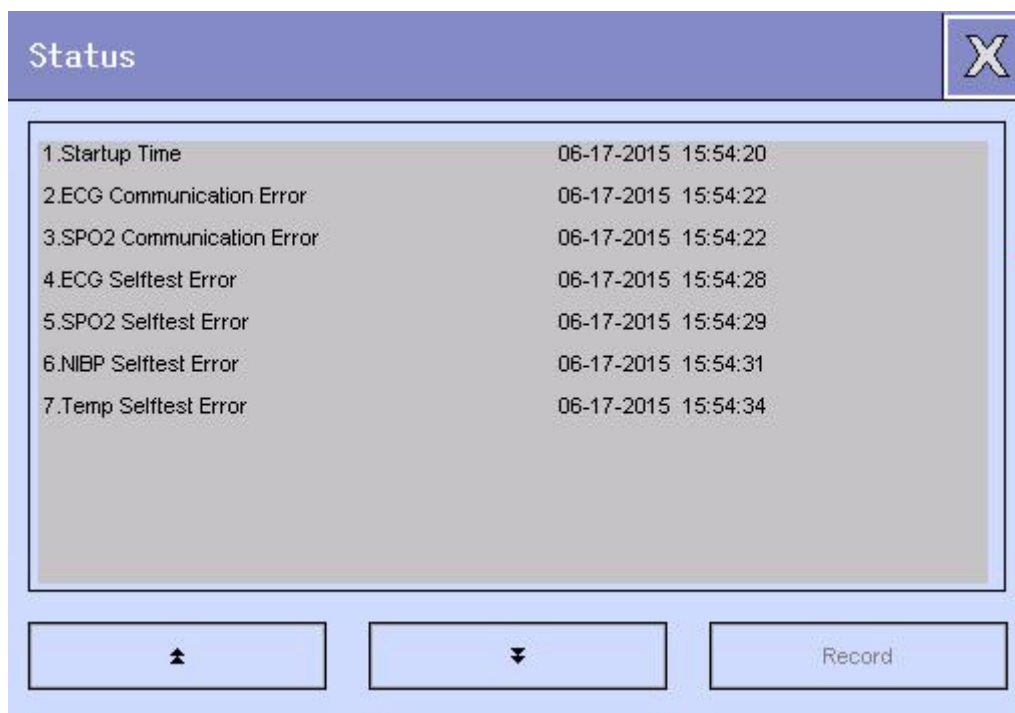 Status
X
1.Startup Time 06-17-2015 15:54:20
2.ECG Communication Error 06-17-2015 15:54:22
3.SPO2 Communication Error 06-17-2015 15:54:22
4.ECG Selftest Error 06-17-2015 15:54:28
5.SPO2 Selftest Error 06-17-2015 15:54:29
6.NIBP Selftest Error 06-17-2015 15:54:31
7.Temp Selftest Error 06-17-2015 15:54:34
Record